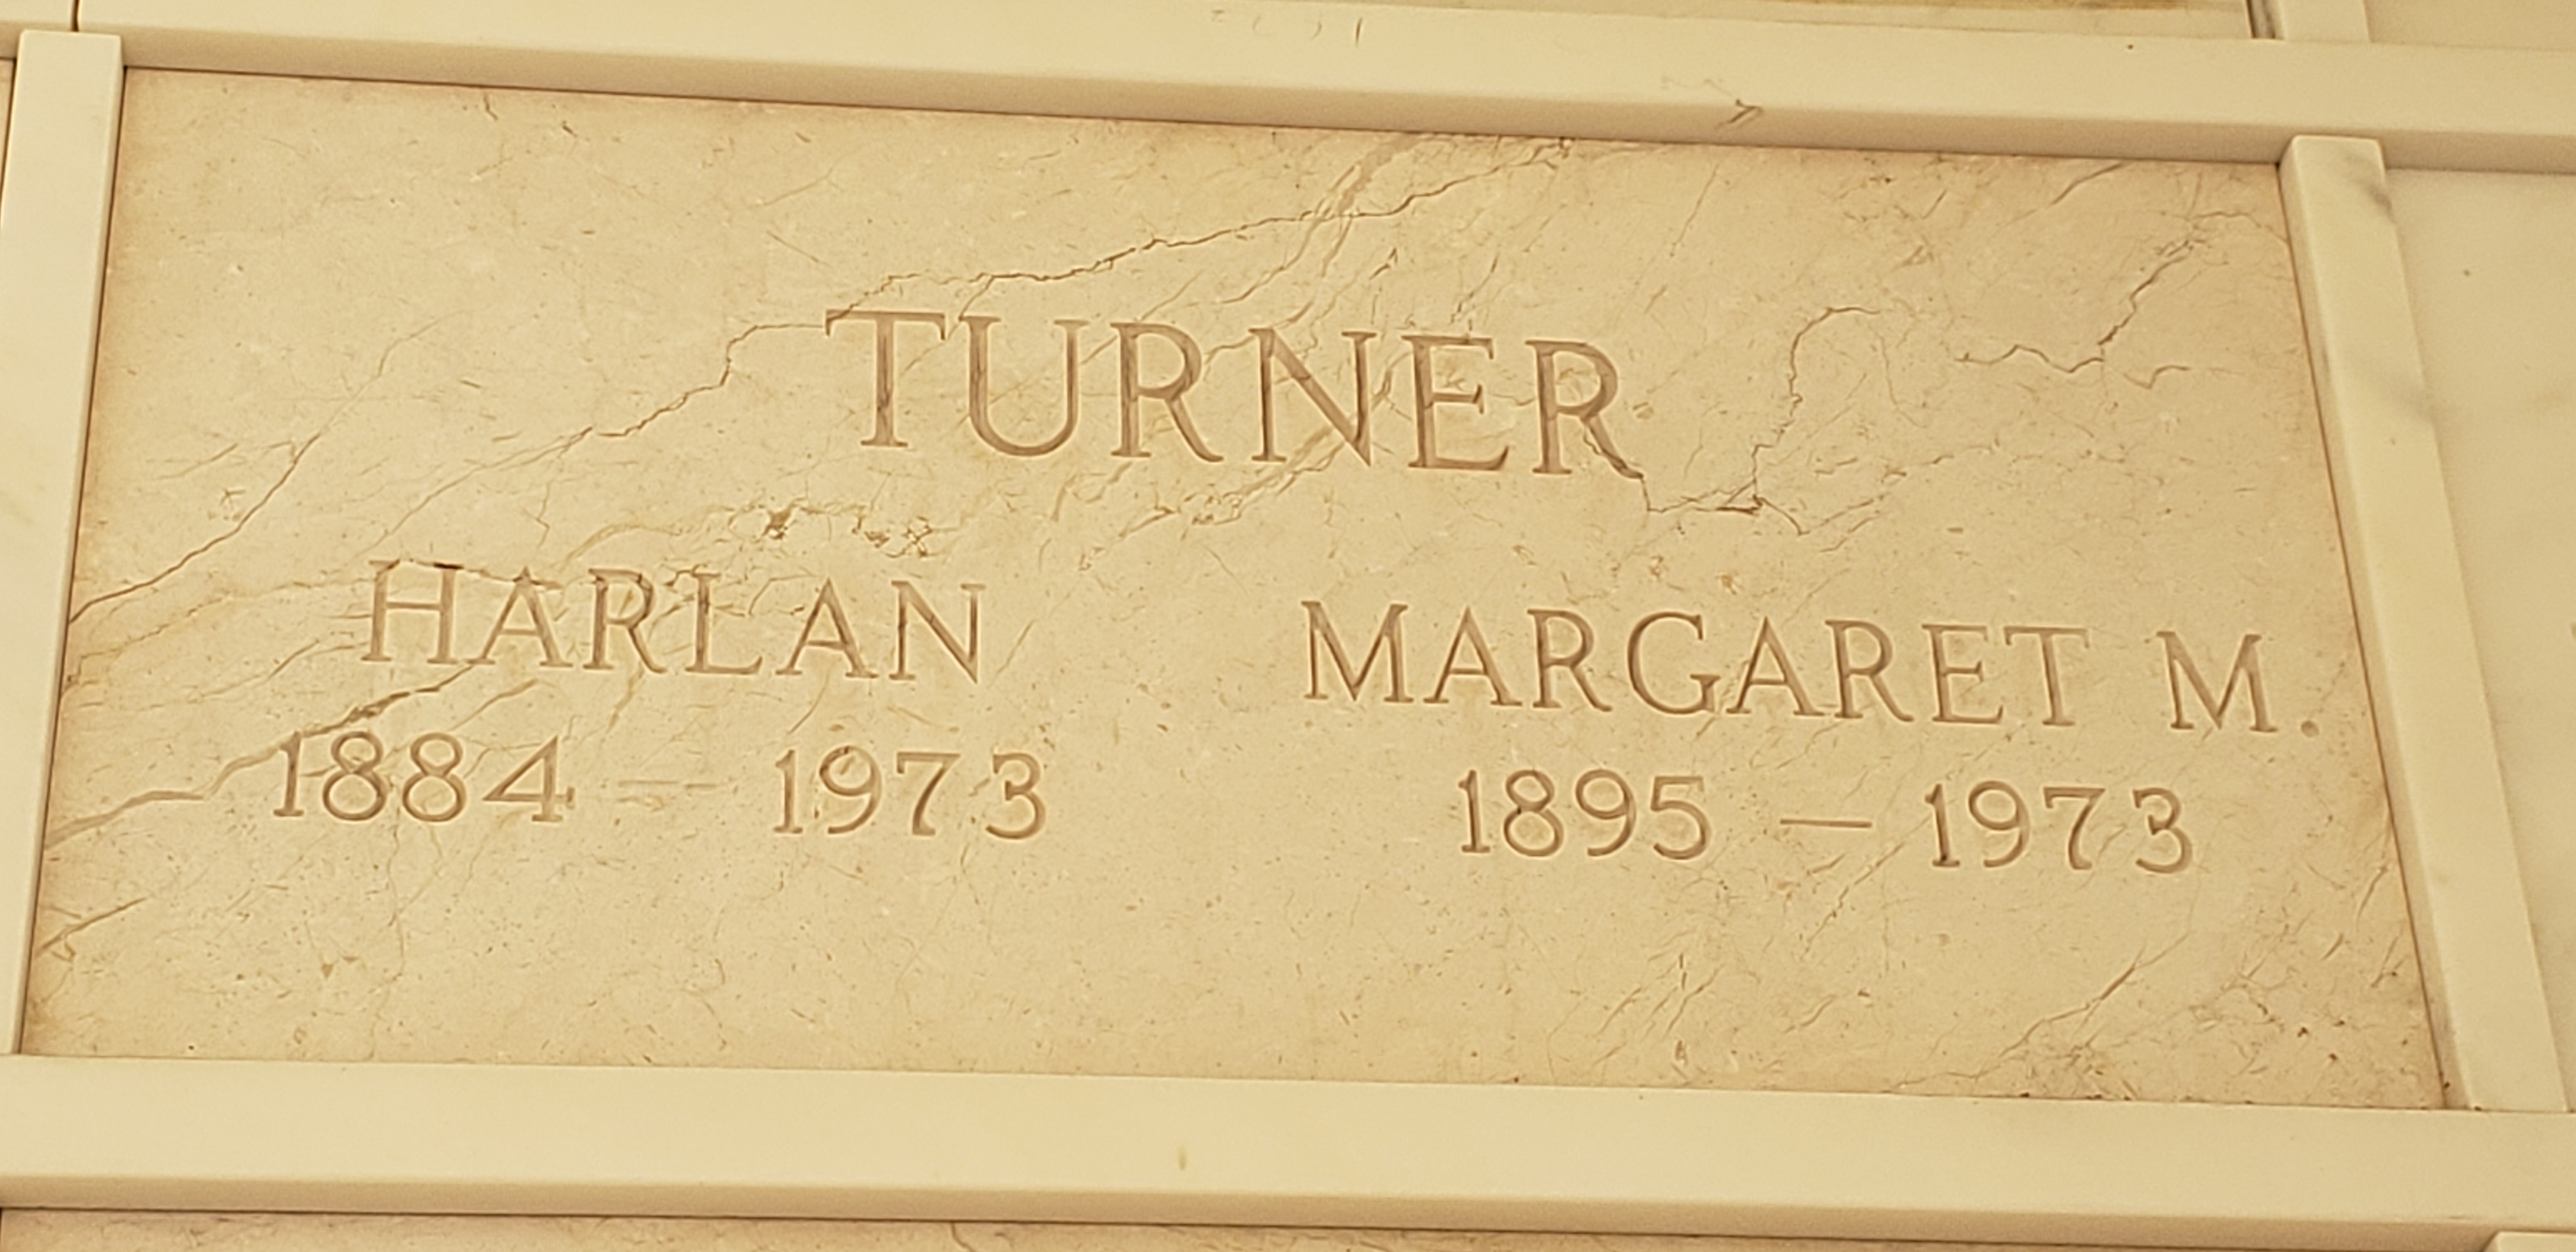 TURNER
HARLAN MARGARET M.
1884 — 1973 1895 — 1973